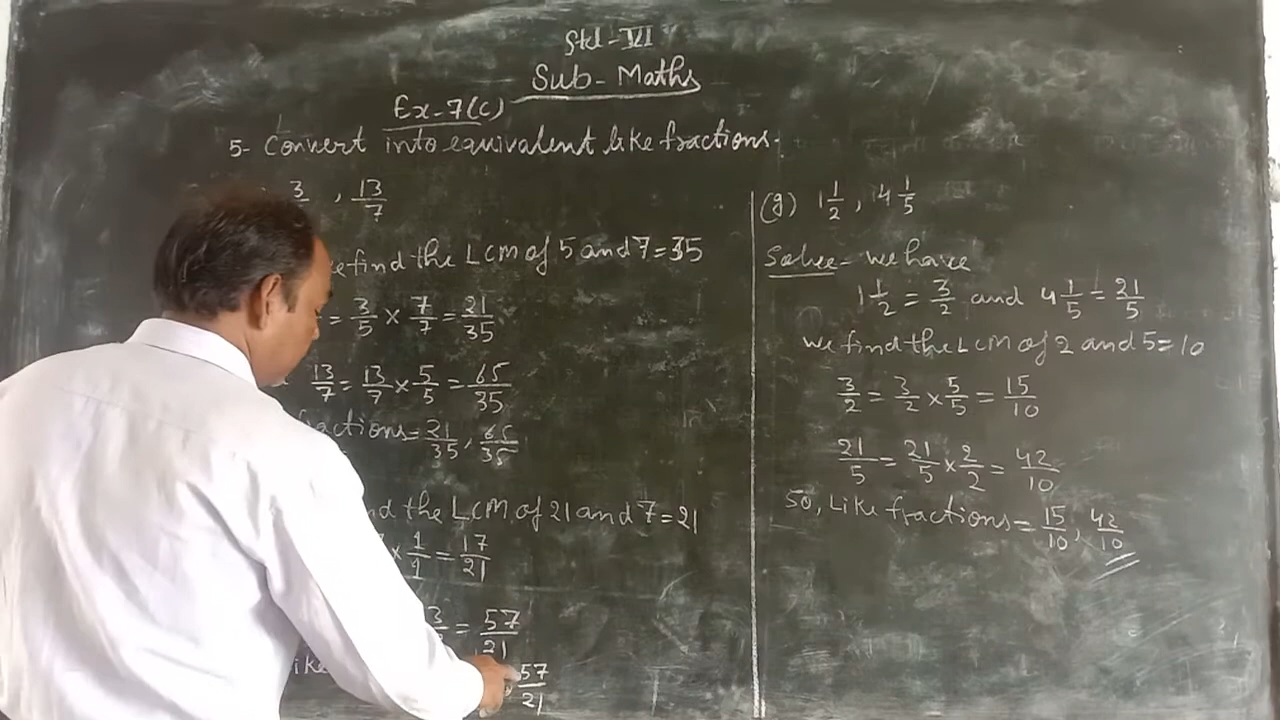 Std-VI
Sub-Maths
Ex-7(C)
5- Convert into equivalent like fractions.
3 , 13/7
find the LCM of 5 and 7=35
= 3/5 × 7/7 = 21/35
13/7 = 13/7 × 5/5 = 65/35
= 21/35, 65/35
the LCM of 21 and 7=21
× 1/1 = 17/21
3 = 57/21
57/21
(g) 1 1/2, 14 1/5
Solve- we have
1 1/2 = 3/2 and 4 1/5 = 21/5
we find the LCM of 2 and 5=10
3/2 = 3/2 × 5/5 = 15/10
21/5 = 21/5 × 2/2 = 42/10
So, Like fractions = 15/10, 42/10